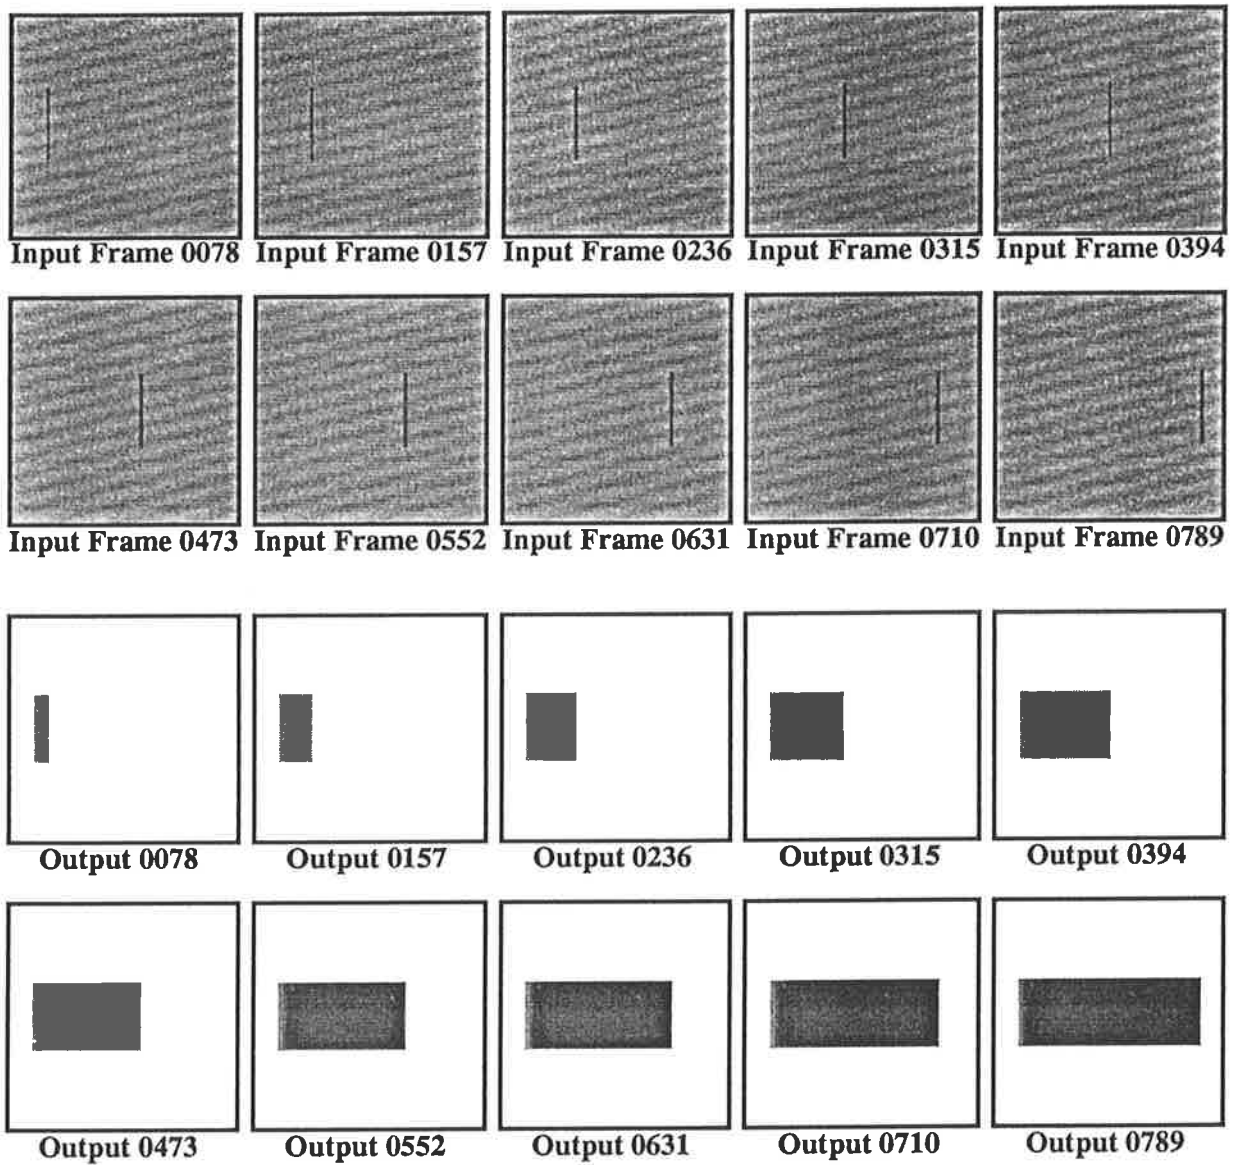 Input Frame 0078 Input Frame 0157 Input Frame 0236 Input Frame 0315 Input Frame 0394
Input Frame 0473 Input Frame 0552 Input Frame 0631 Input Frame 0710 Input Frame 0789
Output 0078 Output 0157 Output 0236 Output 0315 Output 0394
Output 0473 Output 0552 Output 0631 Output 0710 Output 0789